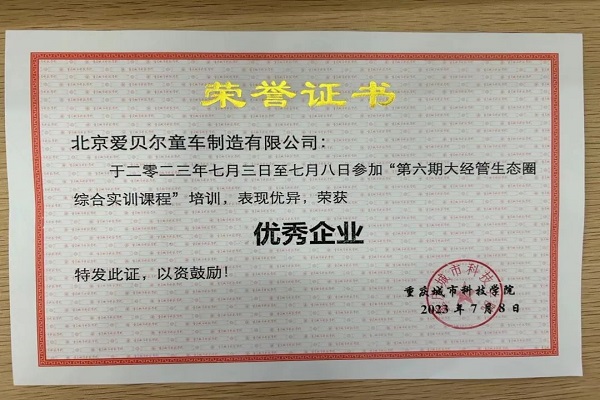 荣誉证书
北京爱贝尔童车制造有限公司：
于二零二三年七月三日至七月八日参加“第六期大经管生态圈
综合实训课程”培训，表现优异，荣获
优秀企业
特发此证，以资鼓励！
城市科技
重庆城市科技学院
2023年7月8日